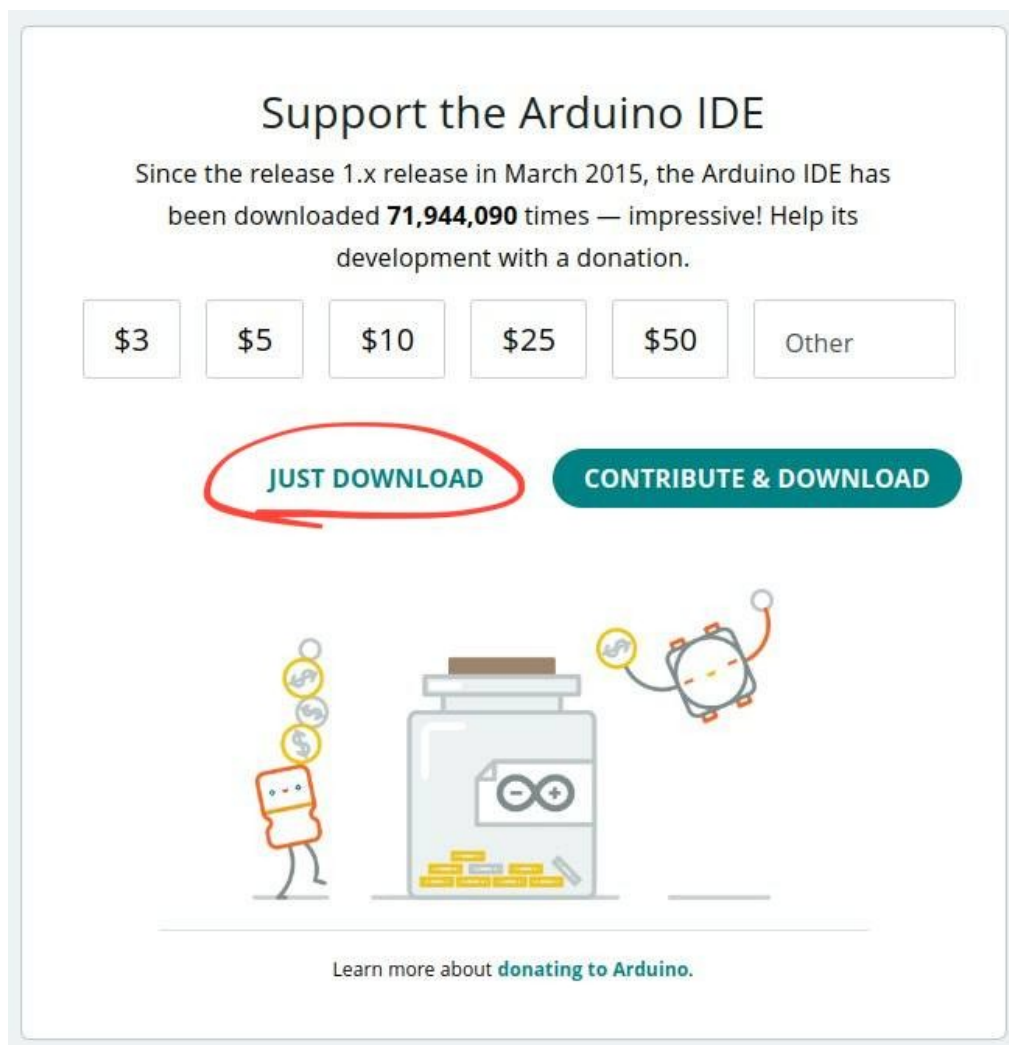 Support the Arduino IDE
Since the release 1.x release in March 2015, the Arduino IDE has
been downloaded 71,944,090 times — impressive! Help its
development with a donation.
$3 $5 $10 $25 $50 Other
JUST DOWNLOAD CONTRIBUTE & DOWNLOAD
Learn more about donating to Arduino.